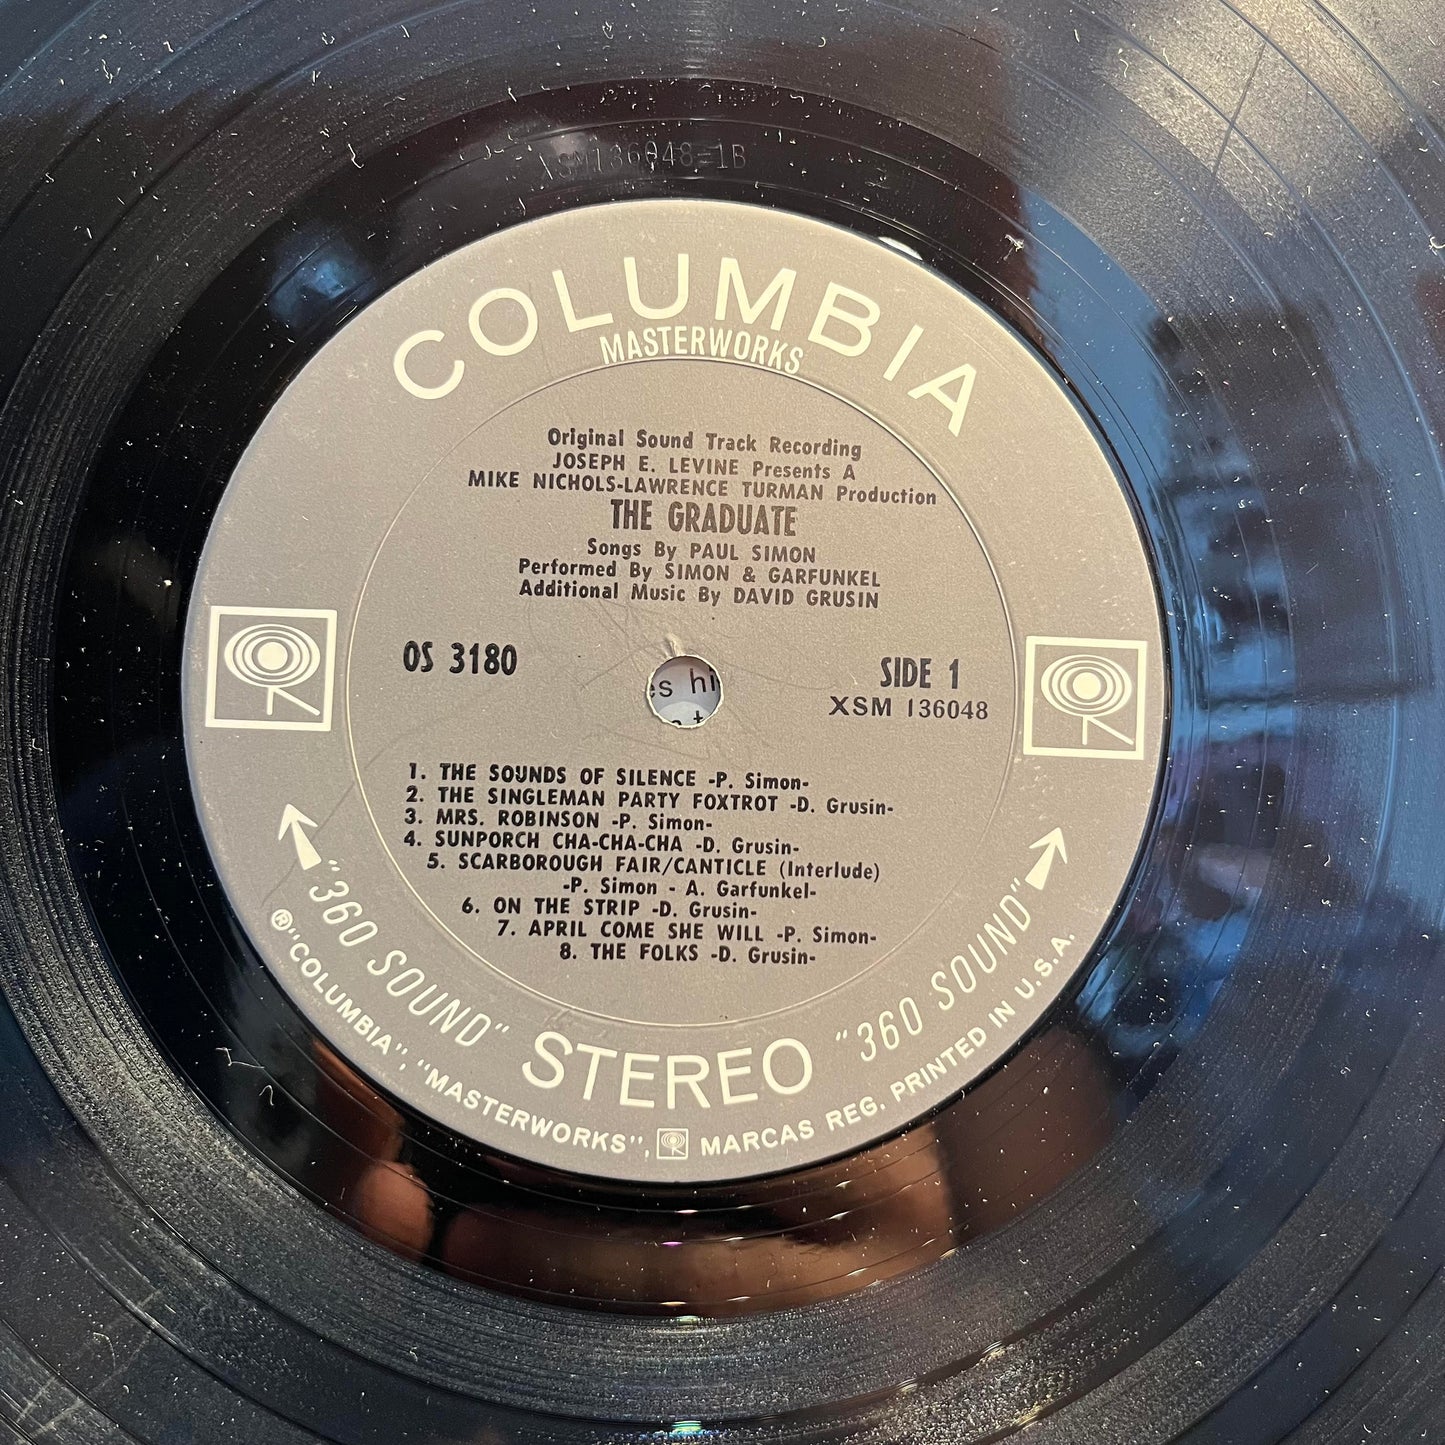 XSM136048-1B
COLUMBIA
MASTERWORKS
Original Sound Track Recording
JOSEPH E. LEVINE Presents A
MIKE NICHOLS-LAWRENCE TURMAN Production
THE GRADUATE
Songs By PAUL SIMON
Performed By SIMON & GARFUNKEL
Additional Music By DAVID GRUSIN
OS 3180
SIDE 1
XSM 136048
1. THE SOUNDS OF SILENCE -P. Simon-
2. THE SINGLEMAN PARTY FOXTROT -D. Grusin-
3. MRS. ROBINSON -P. Simon-
4. SUNPORCH CHA-CHA-CHA -D. Grusin-
5. SCARBOROUGH FAIR/CANTICLE (Interlude)
-P. Simon - A. Garfunkel-
6. ON THE STRIP -D. Grusin-
7. APRIL COME SHE WILL -P. Simon-
8. THE FOLKS -D. Grusin-
"360 SOUND" STEREO "360 SOUND"
Ⓡ "COLUMBIA", "MASTERWORKS", MARCAS REG. PRINTED IN U.S.A.